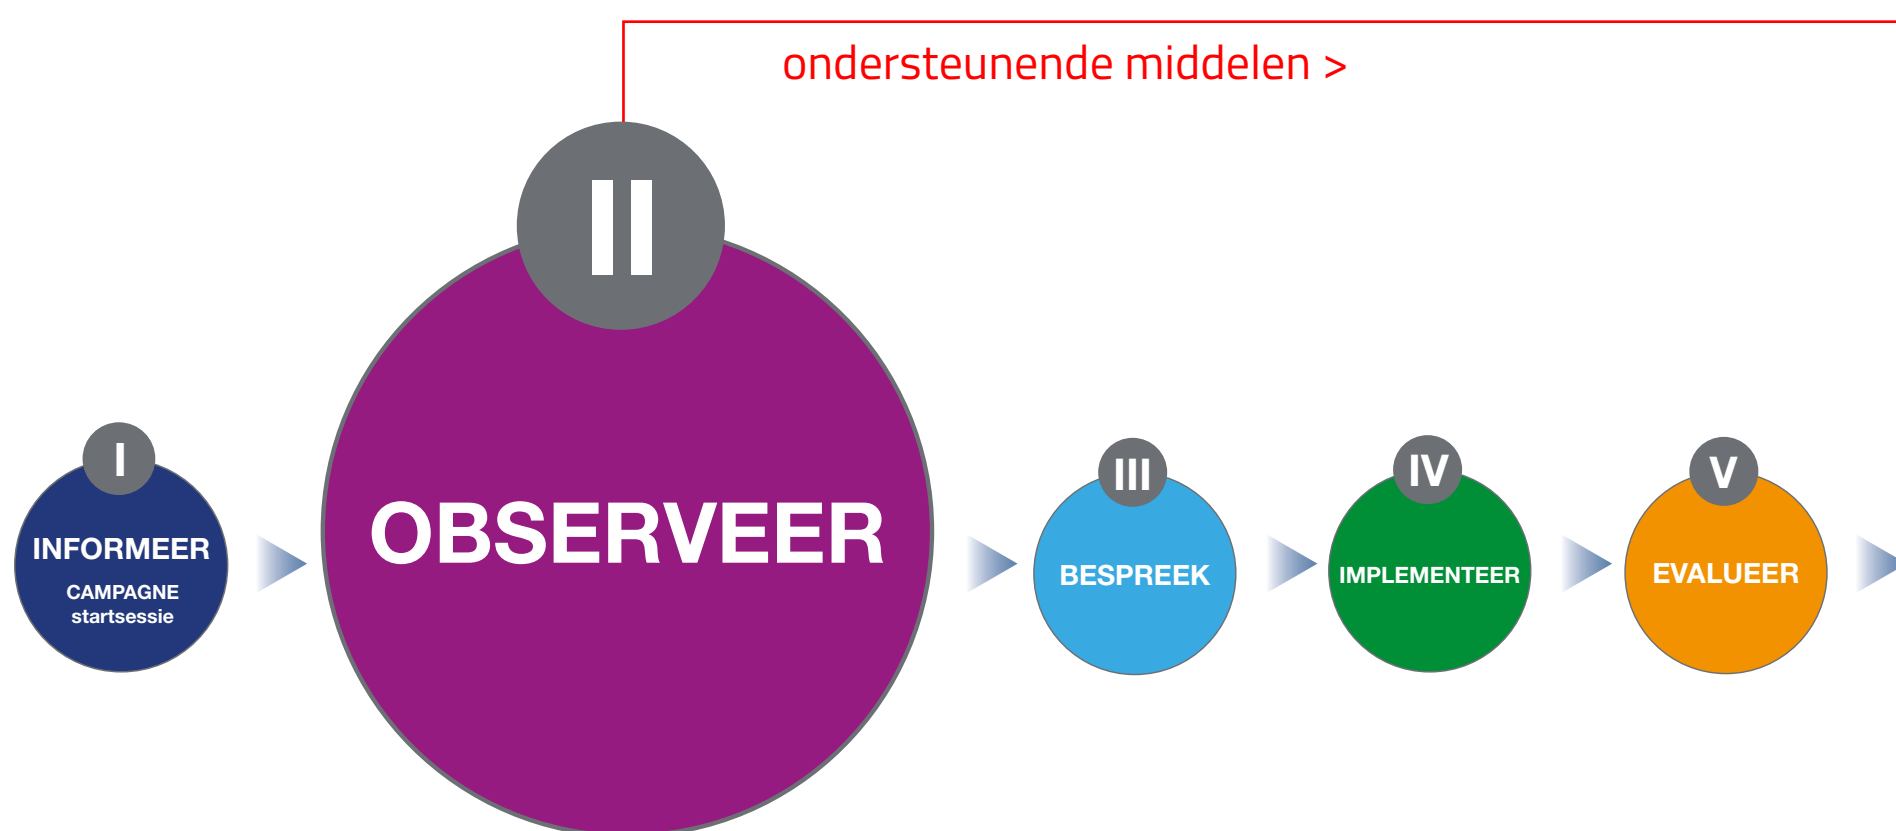 ondersteunende middelen >
I
INFORMEER
CAMPAGNE
startsessie
II
OBSERVEER
III
BESPREEK
IV
IMPLEMENTEER
V
EVALUEER